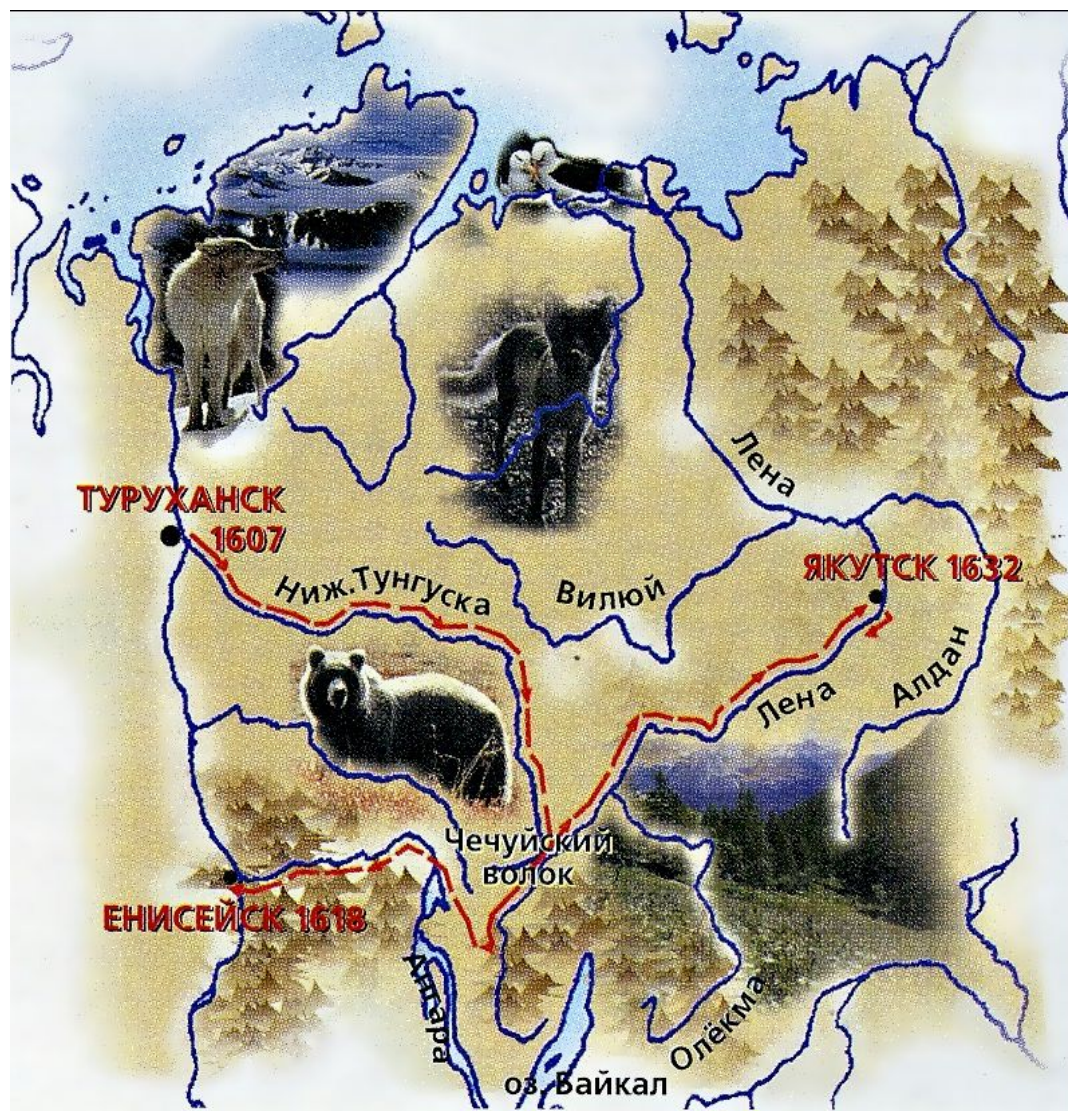 Лена
ТУРУХАНСК
1607
ЯКУТСК 1632
Ниж.Тунгуска
Вилюй
Алдан
Лена
Чечуйский
волок
ЕНИСЕЙСК 1618
Ангара
Олёкма
оз. Байкал